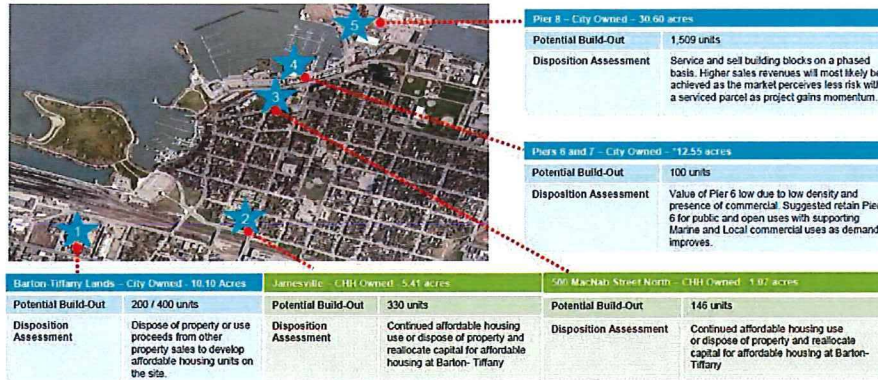 5
4
3
2
1
Pier 8 – City Owned – 30.60 acres
Potential Build-Out 1,509 units
Disposition Assessment Service and sell building blocks on a phased
basis. Higher sales revenues will most likely be
achieved as the market perceives less risk with
a serviced parcel as project gains momentum.
Piers 6 and 7 – City Owned – *12.55 acres
Potential Build-Out 100 units
Disposition Assessment Value of Pier 6 low due to low density and
presence of commercial. Suggested retain Pier
6 for public and open uses with supporting
Marine and Local commercial uses as demand
improves.
Barton-Tiffany Lands – City Owned - 10.10 Acres
Potential Build-Out 200 / 400 units
Disposition
Assessment
Dispose of property or use
proceeds from other
property sales to develop
affordable housing units on
the site.
Jamesville – CHH Owned - 5.41 acres
Potential Build-Out 330 units
Disposition
Assessment
Continued affordable housing
use or dispose of property and
reallocate capital for affordable
housing at Barton- Tiffany
500 MacNab Street North – CHH Owned
Potential Build-Out 146 units
Disposition Assessment Continued affordable housing use
or dispose of property and reallocate
capital for affordable housing at Barton-
Tiffany